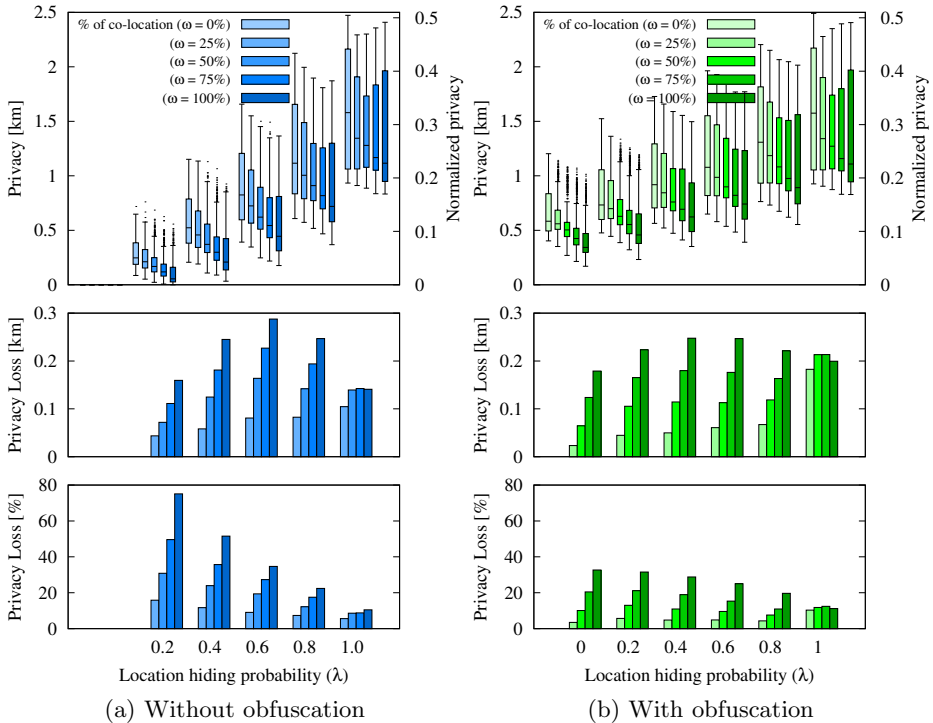 % of co-location (ω = 0%)
(ω = 25%)
(ω = 50%)
(ω = 75%)
(ω = 100%)
Privacy [km]
2.5
2
1.5
1
0.5
0
Normalized privacy
0.5
0.4
0.3
0.2
0.1
0
Privacy Loss [km]
0.3
0.2
0.1
0
Privacy Loss [%]
80
60
40
20
0
0.2 0.4 0.6 0.8 1.0
Location hiding probability (λ)
(a) Without obfuscation
% of co-location (ω = 0%)
(ω = 25%)
(ω = 50%)
(ω = 75%)
(ω = 100%)
Privacy [km]
2.5
2
1.5
1
0.5
0
Normalized privacy
0.5
0.4
0.3
0.2
0.1
0
Privacy Loss [km]
0.3
0.2
0.1
0
Privacy Loss [%]
80
60
40
20
0
0 0.2 0.4 0.6 0.8 1
Location hiding probability (λ)
(b) With obfuscation